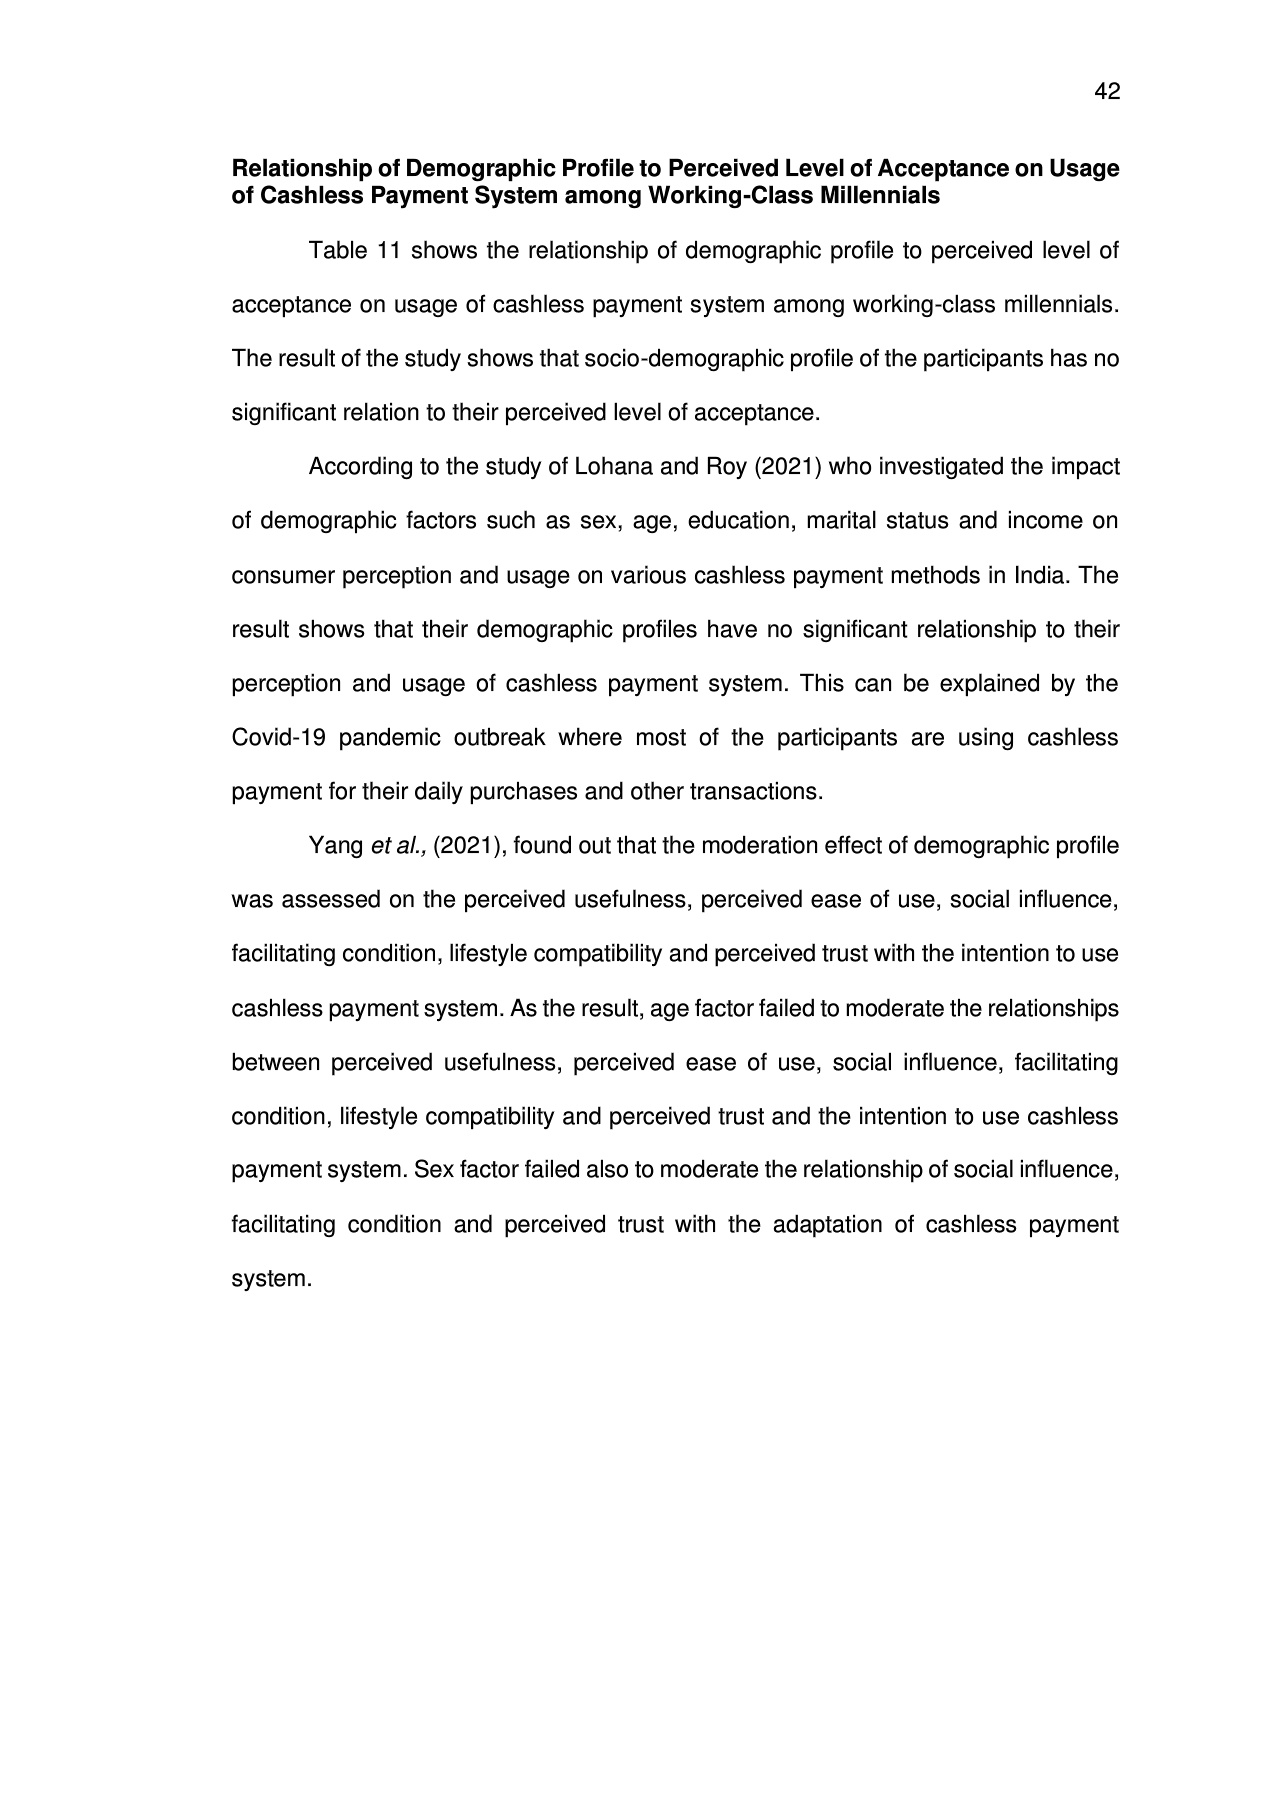 42
Relationship of Demographic Profile to Perceived Level of Acceptance on Usage
of Cashless Payment System among Working-Class Millennials
Table 11 shows the relationship of demographic profile to perceived level of
acceptance on usage of cashless payment system among working-class millennials.
The result of the study shows that socio-demographic profile of the participants has no
significant relation to their perceived level of acceptance.
According to the study of Lohana and Roy (2021) who investigated the impact
of demographic factors such as sex, age, education, marital status and income on
consumer perception and usage on various cashless payment methods in India. The
result shows that their demographic profiles have no significant relationship to their
perception and usage of cashless payment system. This can be explained by the
Covid-19 pandemic outbreak where most of the participants are using cashless
payment for their daily purchases and other transactions.
Yang et al., (2021), found out that the moderation effect of demographic profile
was assessed on the perceived usefulness, perceived ease of use, social influence,
facilitating condition, lifestyle compatibility and perceived trust with the intention to use
cashless payment system. As the result, age factor failed to moderate the relationships
between perceived usefulness, perceived ease of use, social influence, facilitating
condition, lifestyle compatibility and perceived trust and the intention to use cashless
payment system. Sex factor failed also to moderate the relationship of social influence,
facilitating condition and perceived trust with the adaptation of cashless payment
system.